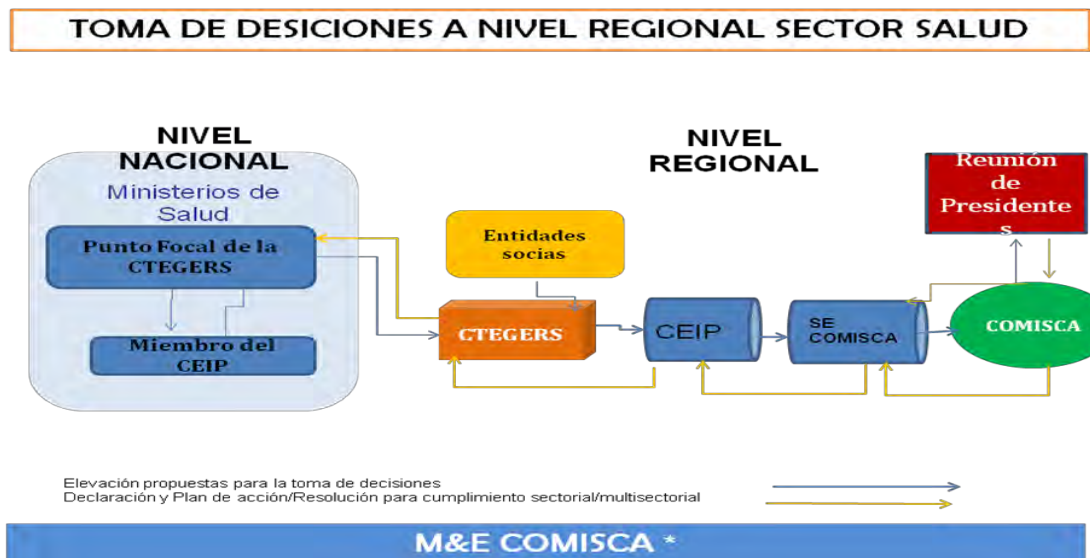 TOMA DE DESICIONES A NIVEL REGIONAL SECTOR SALUD
NIVEL
NACIONAL
Ministerios de
Salud
Punto Focal de la
CTEGERS
Miembro del
CEIP
NIVEL
REGIONAL
Entidades
socias
CTEGERS
CEIP
SE
COMISCA
COMISCA
Reunión
de
Presidente
s
Elevación propuestas para la toma de decisiones
Declaración y Plan de acción/Resolución para cumplimiento sectorial/multisectorial
M&E COMISCA *